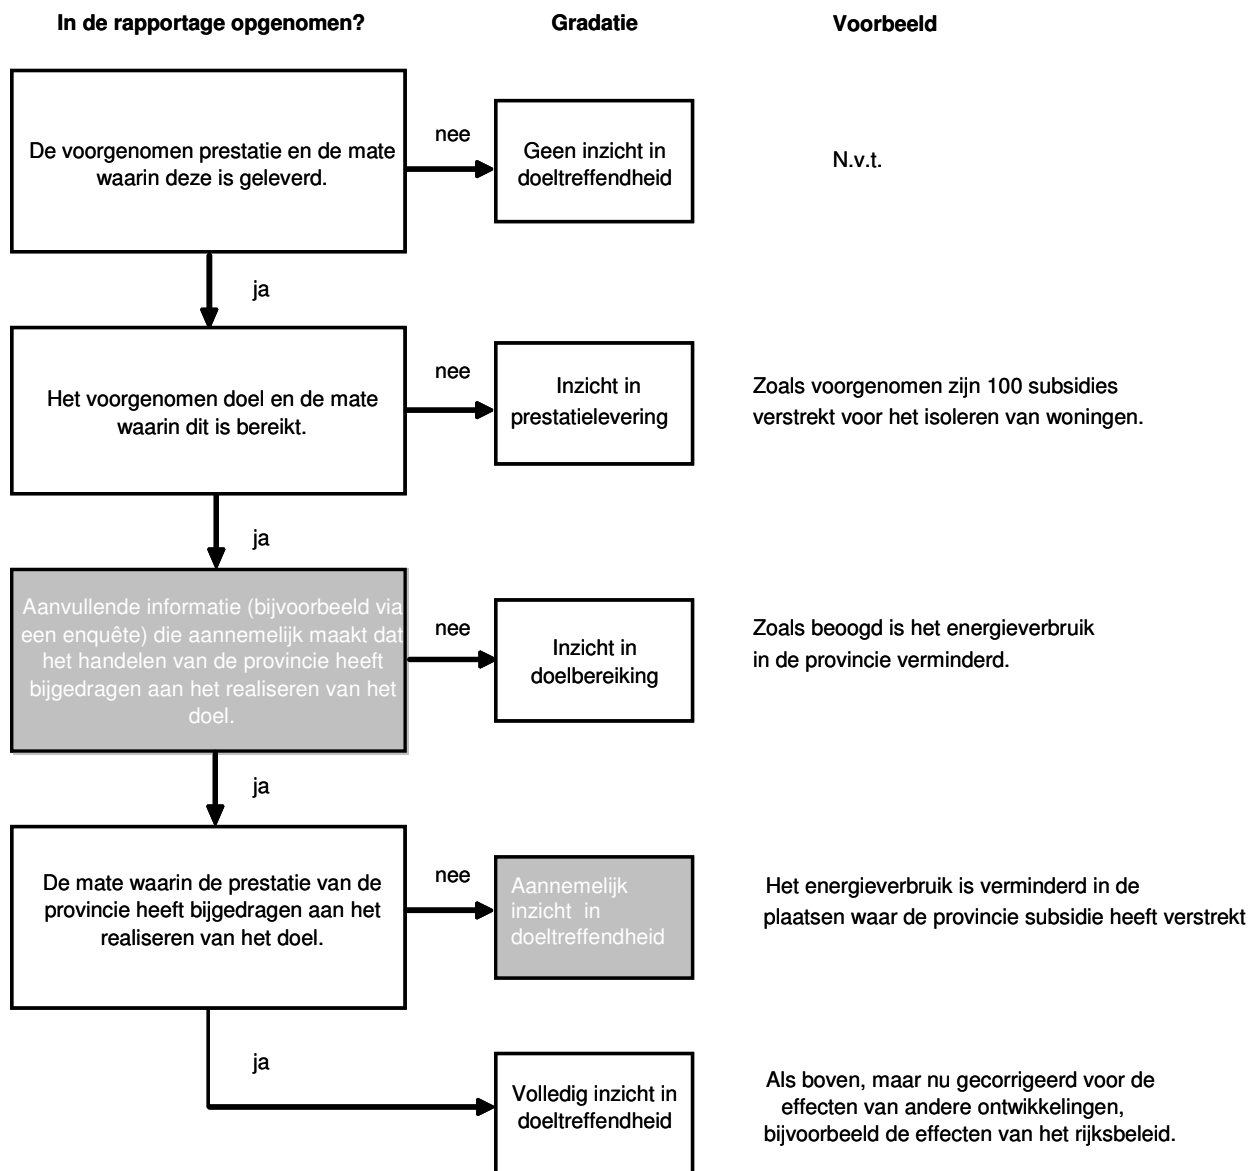 In de rapportage opgenomen?
Gradatie
Voorbeeld
De voorgenomen prestatie en de mate
waarin deze is geleverd.
nee
Geen inzicht in
doeltreffendheid
N.v.t.
ja
Het voorgenomen doel en de mate
waarin dit is bereikt.
nee
Inzicht in
prestatielevering
Zoals voorgenomen zijn 100 subsidies
verstrekt voor het isoleren van woningen.
ja
Aanvullende informatie (bijvoorbeeld via
een enquête) die aannemelijk maakt dat
het handelen van de provincie heeft
bijgedragen aan het realiseren van het
doel.
nee
Inzicht in
doelbereiking
Zoals beoogd is het energieverbruik
in de provincie verminderd.
ja
De mate waarin de prestatie van de
provincie heeft bijgedragen aan het
realiseren van het doel.
nee
Aannemelijk
inzicht in
doeltreffendheid
Het energieverbruik is verminderd in de
plaatsen waar de provincie subsidie heeft verstrekt
ja
Volledig inzicht in
doeltreffendheid
Als boven, maar nu gecorrigeerd voor de
effecten van andere ontwikkelingen,
bijvoorbeeld de effecten van het rijksbeleid.